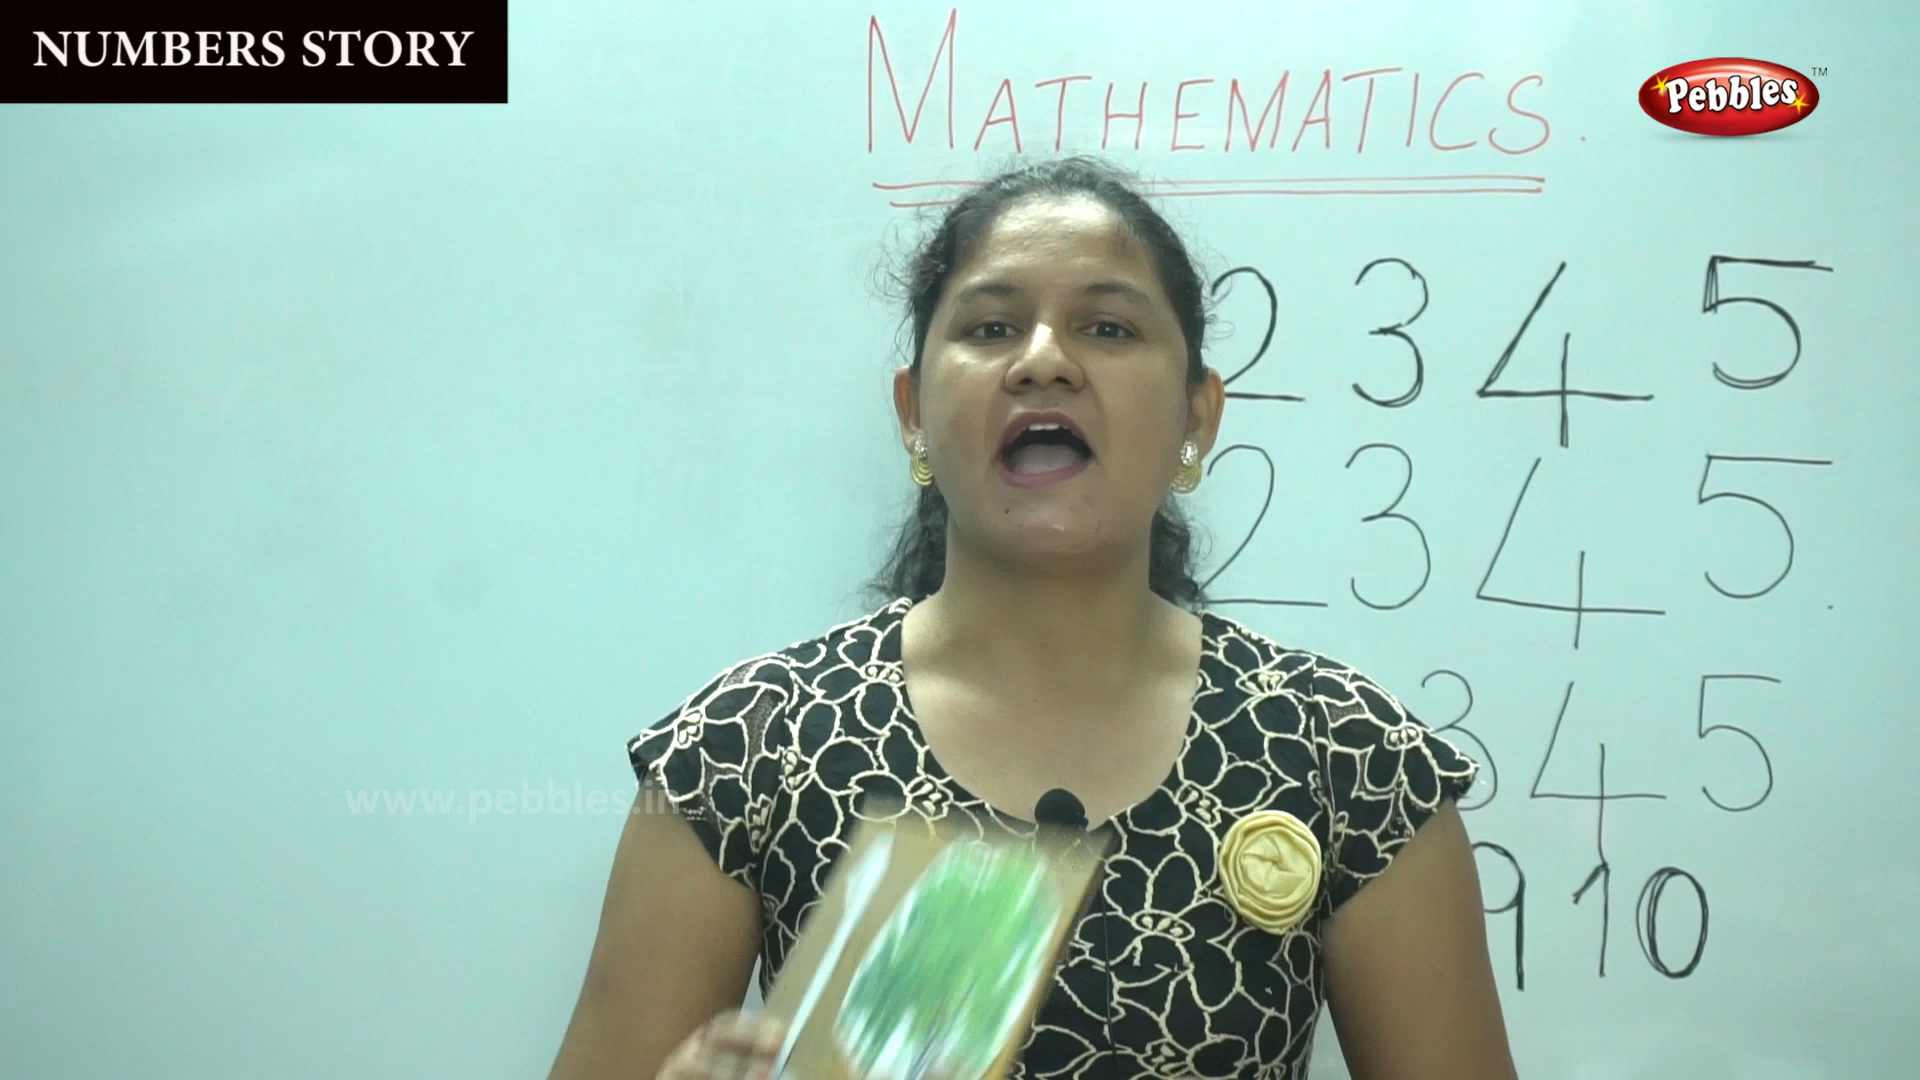 NUMBERS STORY
MATHEMATICS.
Pebbles TM
2 3 4 5
2 3 4 5
www.pebbles.in
3 4 5
9 10